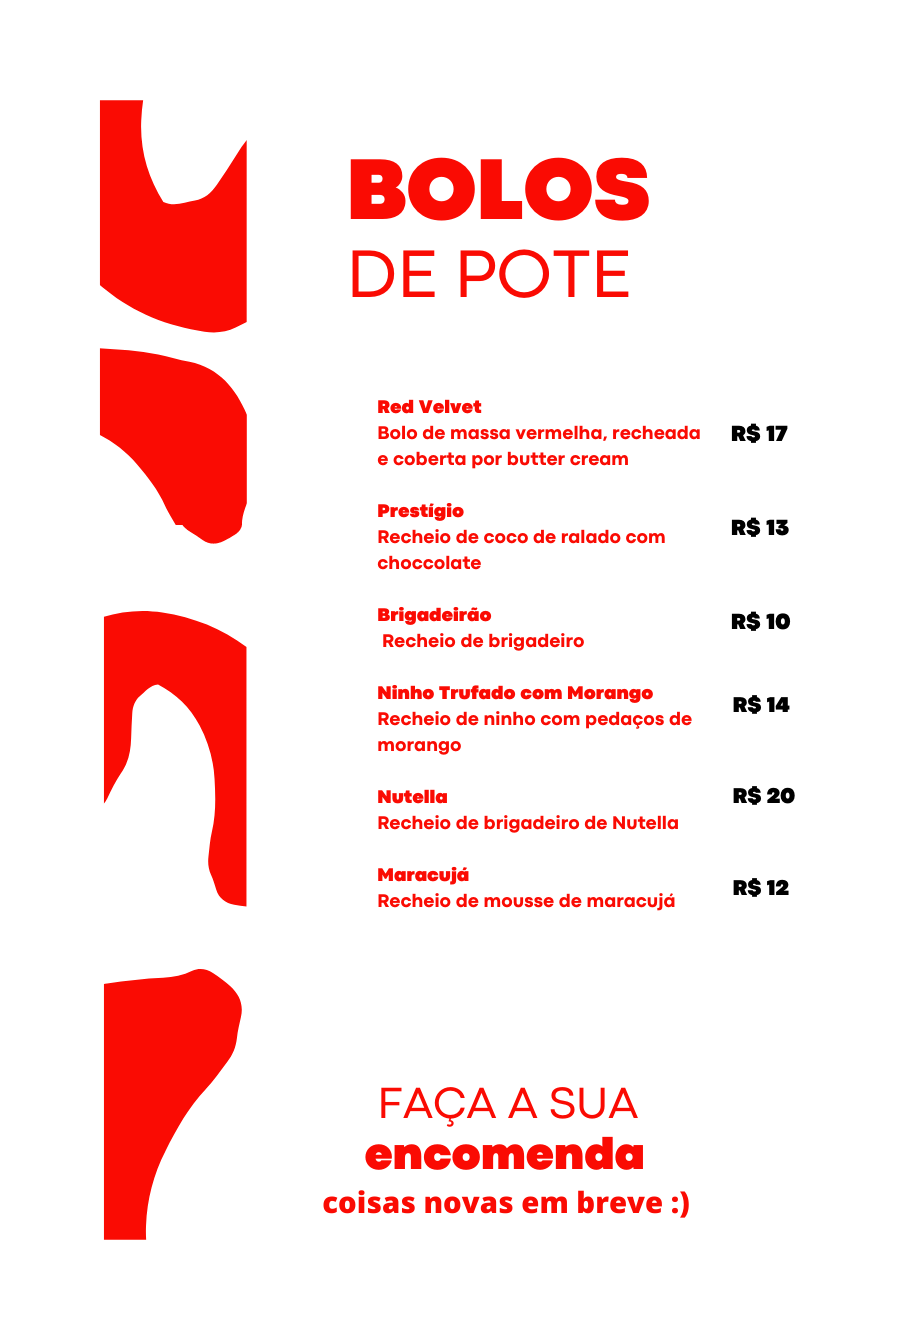 BOLOS
DE POTE
Red Velvet
Bolo de massa vermelha, recheada
e coberta por butter cream
R$ 17
Prestígio
Recheio de coco de ralado com
choccolate
R$ 13
Brigadeirão
Recheio de brigadeiro
R$ 10
Ninho Trufado com Morango
Recheio de ninho com pedaços de
morango
R$ 14
Nutella
Recheio de brigadeiro de Nutella
R$ 20
Maracujá
Recheio de mousse de maracujá
R$ 12
FAÇA A SUA
encomenda
coisas novas em breve :)